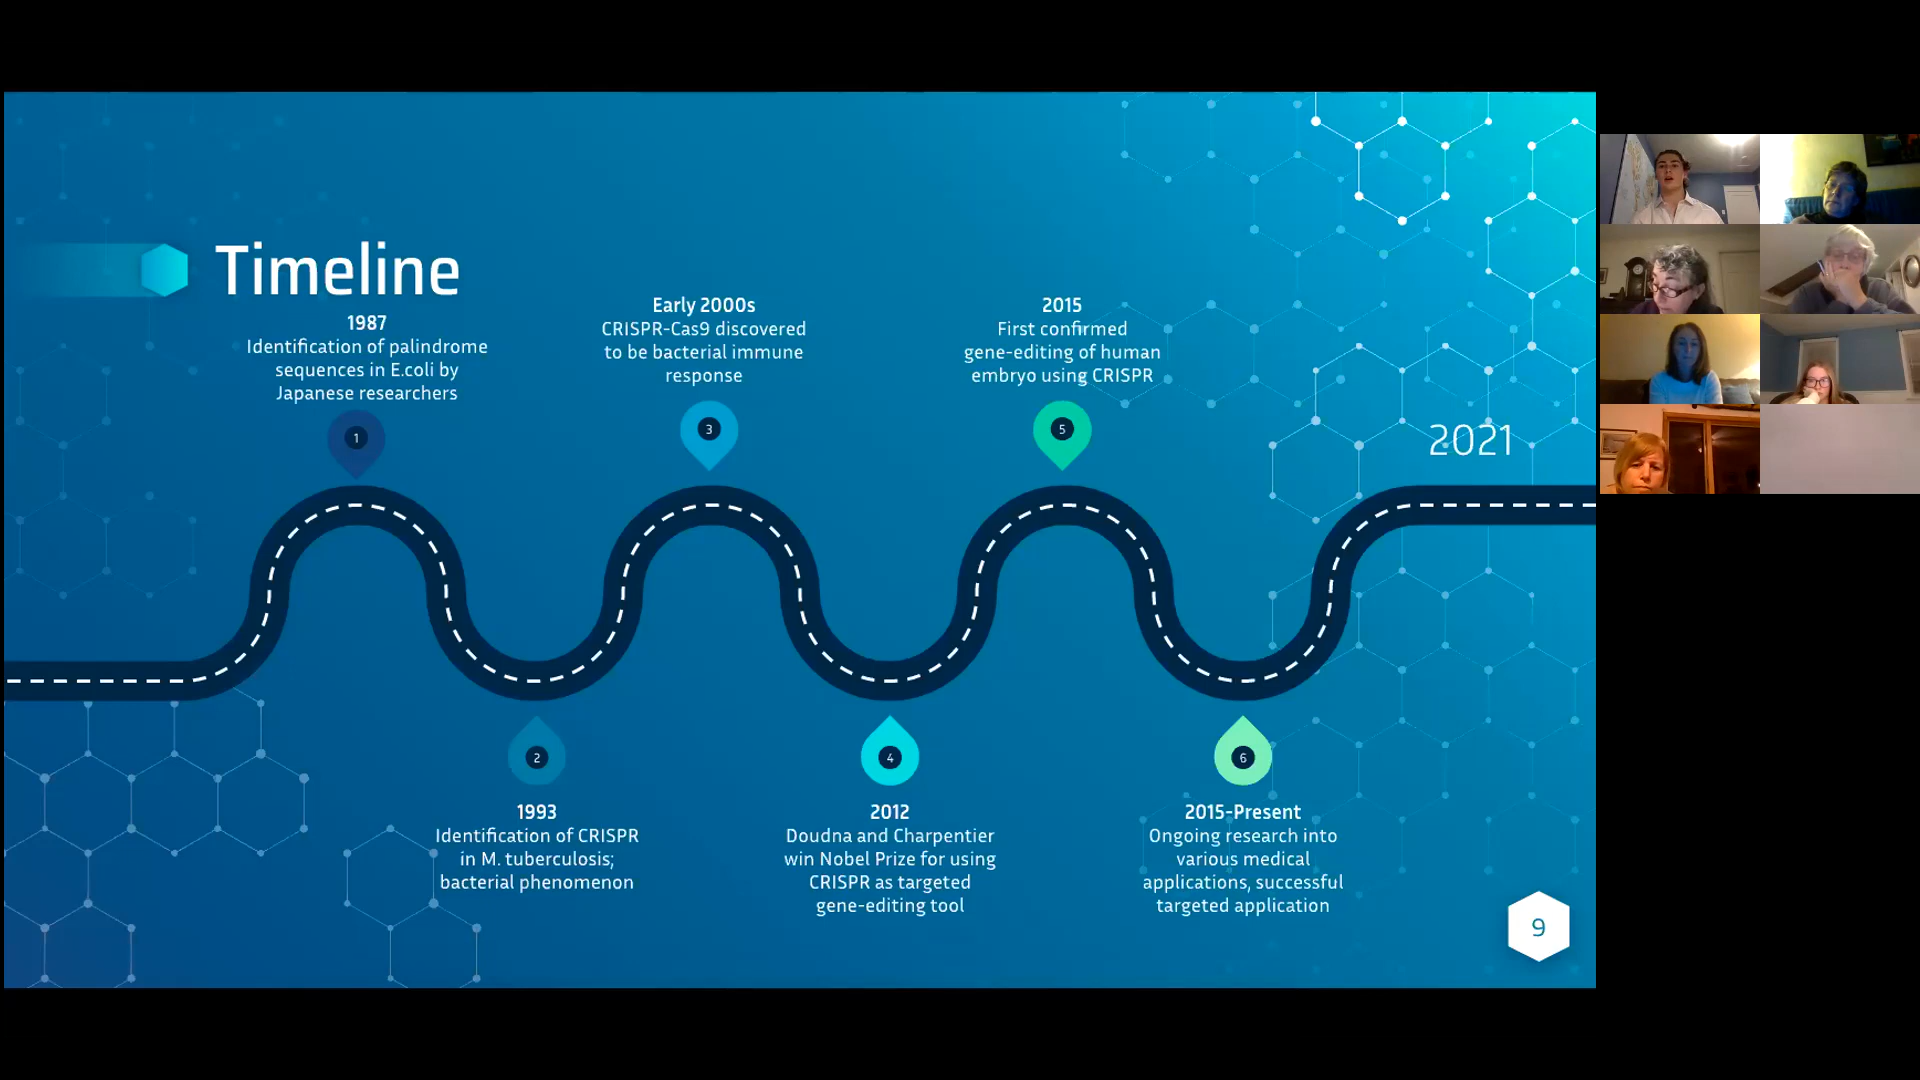 Timeline
1987
Identification of palindrome
sequences in E.coli by
Japanese researchers
1
Early 2000s
CRISPR-Cas9 discovered
to be bacterial immune
response
3
2015
First confirmed
gene-editing of human
embryo using CRISPR
5
2021
2
1993
Identification of CRISPR
in M. tuberculosis;
bacterial phenomenon
4
2012
Doudna and Charpentier
win Nobel Prize for using
CRISPR as targeted
gene-editing tool
6
2015-Present
Ongoing research into
various medical
applications, successful
targeted application
9